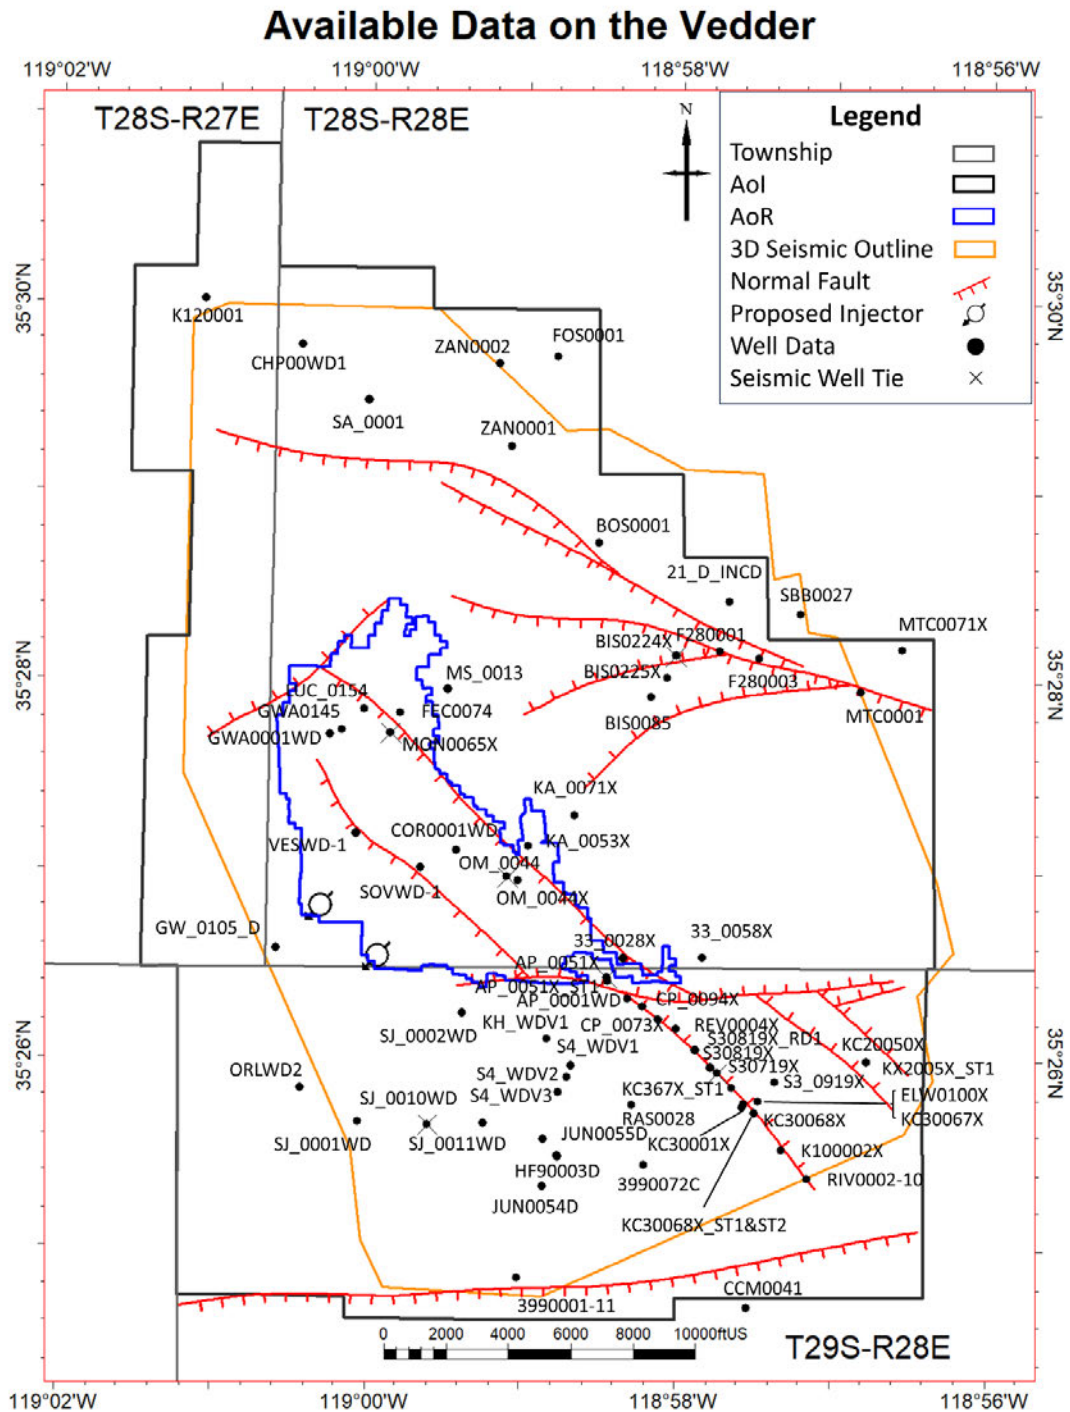 Available Data on the Vedder
119°02'W
119°00'W
118°58'W
118°56'W
T28S-R27E
T28S-R28E
N
Legend
Township
AoI
AoR
3D Seismic Outline
Normal Fault
Proposed Injector
Well Data
Seismic Well Tie
35°30'N
35°30'N
K120001
CHP00WD1
ZAN0002
FOS0001
SA_0001
ZAN0001
BOS0001
21_D_INCD
SBB0027
MTC0071X
BIS0224X
F280001
35°28'N
35°28'N
MS_0013
BIS0225X
F280003
LUC_0154
GWA0145
FEC0074
BIS0085
MTC0001
GWA0001WD
MON0065X
KA_0071X
COR0001WD
VESWD-1
KA_0053X
OM_0044
SOVWD-1
OM_0044X
GW_0105_D
33_0028X
33_0058X
AP_0051X
AP_0051X_ST1
AP_0001WD
CP_0094X
KH_WDV1
CP_0073X
REV0004X
SJ_0002WD
S30819X_RD1
S4_WDV1
S30819X
KC20050X
35°26'N
35°26'N
ORLWD2
S4_WDV2
S30719X
KX2005X_ST1
S4_WDV3
KC367X_ST1
S3_0919X
ELW0100X
SJ_0010WD
RAS0028
KC30068X
KC30067X
SJ_0001WD
SJ_0011WD
JUN0055D
KC30001X
K100002X
HF90003D
3990072C
RIV0002-10
JUN0054D
KC30068X_ST1&ST2
CCM0041
3990001-11
0 2000 4000 6000 8000 10000ftUS
T29S-R28E
119°02'W
119°00'W
118°58'W
118°56'W